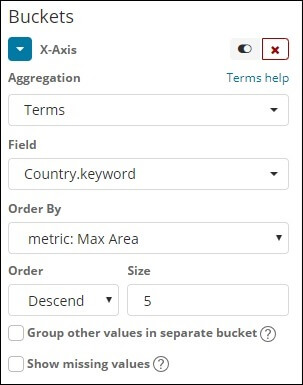 Buckets
X-Axis
Aggregation Terms help
Terms
Field
Country.keyword
Order By
metric: Max Area
Order Size
Descend 5
Group other values in separate bucket ?
Show missing values ?